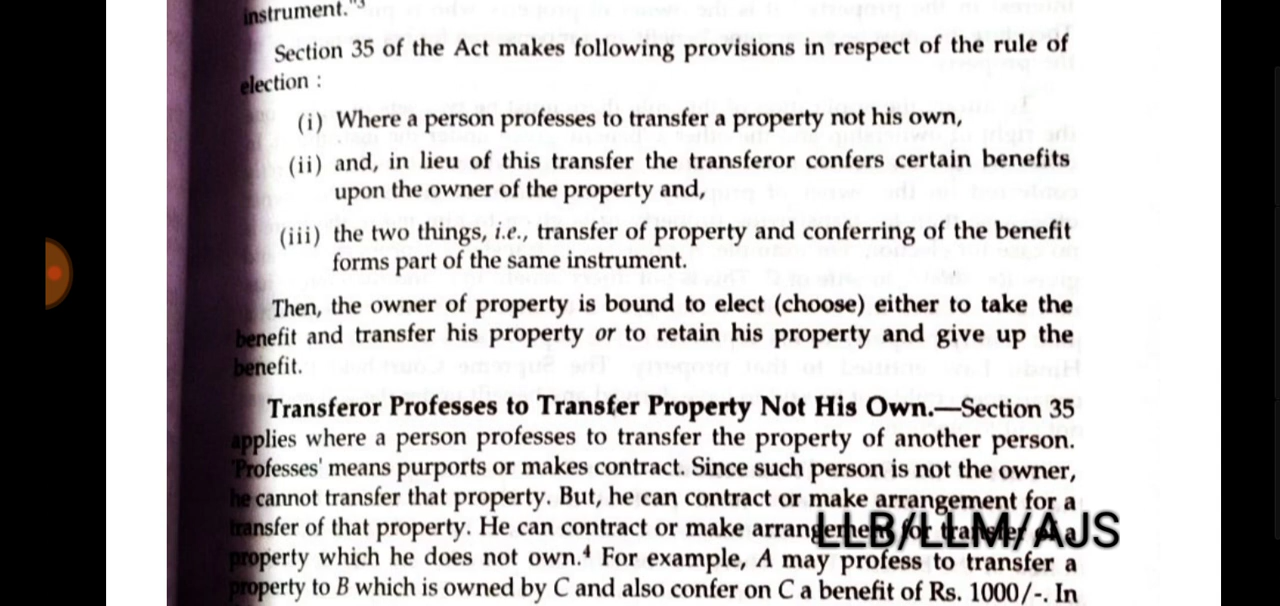 instrument."3
Section 35 of the Act makes following provisions in respect of the rule of
election :
(i) Where a person professes to transfer a property not his own,
(ii) and, in lieu of this transfer the transferor confers certain benefits
upon the owner of the property and,
(iii) the two things, i.e., transfer of property and conferring of the benefit
forms part of the same instrument.
Then, the owner of property is bound to elect (choose) either to take the
benefit and transfer his property or to retain his property and give up the
benefit.
Transferor Professes to Transfer Property Not His Own.—Section 35
applies where a person professes to transfer the property of another person.
'Professes' means purports or makes contract. Since such person is not the owner,
he cannot transfer that property. But, he can contract or make arrangement for a
transfer of that property. He can contract or make arrangement for transfer of a
LLB/LLM/AJS
property which he does not own.4 For example, A may profess to transfer a
property to B which is owned by C and also confer on C a benefit of Rs. 1000/-. In